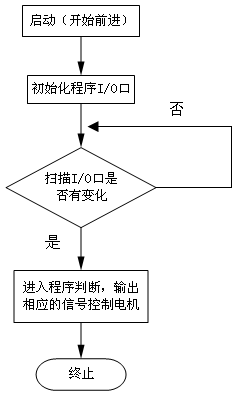 启动（开始前进）
初始化程序I/O口
否
扫描I/O口是
否有变化
是
进入程序判断，输出
相应的信号控制电机
终止